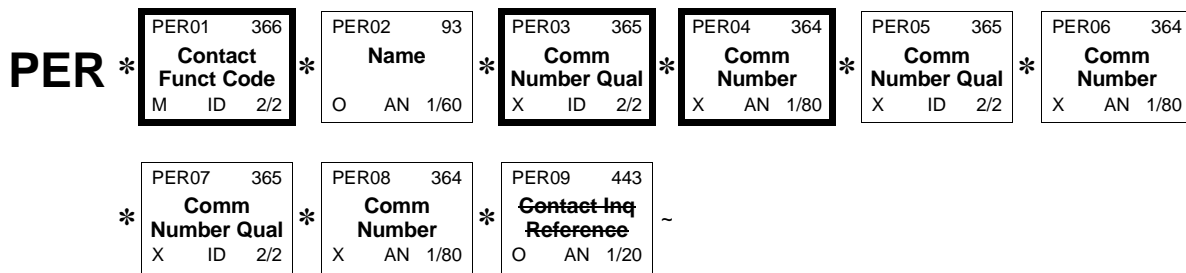 PER01 366 PER02 93 PER03 365 PER04 364 PER05 365 PER06 364
PER * Contact * Name * Comm * Comm * Comm * Comm
Funct Code Number Qual Number Number Qual Number
M ID 2/2 O AN 1/60 X ID 2/2 X AN 1/80 X ID 2/2 X AN 1/80
PER07 365 PER08 364 PER09 443
* Comm * Comm * Contact Inq ~
Number Qual Number Reference
X ID 2/2 X AN 1/80 O AN 1/20